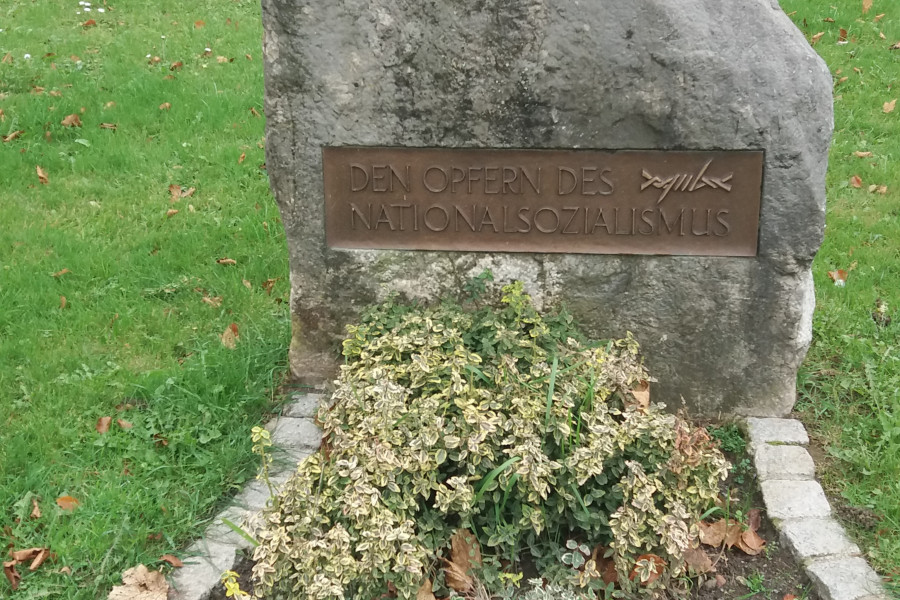 DEN OPFERN DES
NATIONALSOZIALISMUS